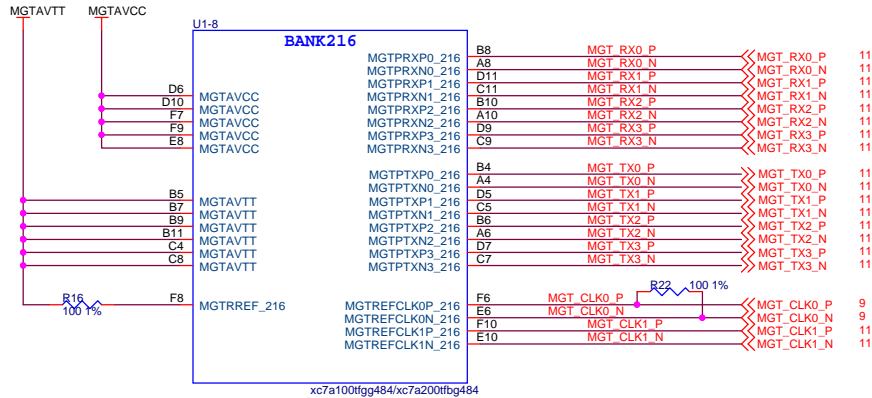 MGTAVTT MGTAVCC
U1-8
BANK216
MGTPRXP0_216 B8 MGT_RX0_P MGT_RX0_P 11
MGTPRXN0_216 A8 MGT_RX0_N MGT_RX0_N 11
MGTPRXP1_216 D11 MGT_RX1_P MGT_RX1_P 11
D6 MGTAVCC MGTPRXN1_216 C11 MGT_RX1_N MGT_RX1_N 11
D10 MGTAVCC MGTPRXP2_216 B10 MGT_RX2_P MGT_RX2_P 11
F7 MGTAVCC MGTPRXN2_216 A10 MGT_RX2_N MGT_RX2_N 11
F9 MGTAVCC MGTPRXP3_216 D9 MGT_RX3_P MGT_RX3_P 11
E8 MGTAVCC MGTPRXN3_216 C9 MGT_RX3_N MGT_RX3_N 11
MGTPTXP0_216 B4 MGT_TX0_P MGT_TX0_P 11
MGTPTXN0_216 A4 MGT_TX0_N MGT_TX0_N 11
B5 MGTAVTT MGTPTXP1_216 D5 MGT_TX1_P MGT_TX1_P 11
B7 MGTAVTT MGTPTXN1_216 C5 MGT_TX1_N MGT_TX1_N 11
B9 MGTAVTT MGTPTXP2_216 B6 MGT_TX2_P MGT_TX2_P 11
B11 MGTAVTT MGTPTXN2_216 A6 MGT_TX2_N MGT_TX2_N 11
C4 MGTAVTT MGTPTXP3_216 D7 MGT_TX3_P MGT_TX3_P 11
C8 MGTAVTT MGTPTXN3_216 C7 MGT_TX3_N MGT_TX3_N 11
R22 100 1%
R16 F8 MGTRREF_216 MGTREFCLK0P_216 F6 MGT_CLK0_P MGT_CLK0_P 9
100 1% MGTREFCLK0N_216 E6 MGT_CLK0_N MGT_CLK0_N 9
MGTREFCLK1P_216 F10 MGT_CLK1_P MGT_CLK1_P 11
MGTREFCLK1N_216 E10 MGT_CLK1_N MGT_CLK1_N 11
xc7a100tfgg484/xc7a200tfbg484